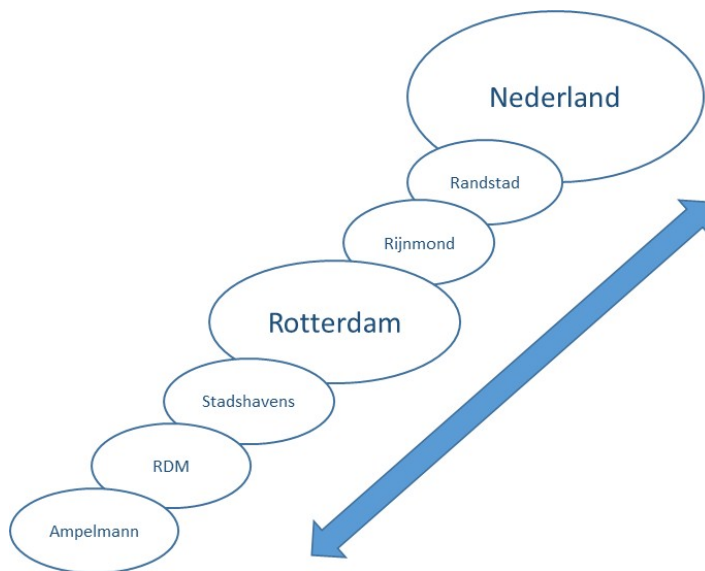 Nederland
Randstad
Rijnmond
Rotterdam
Stadshavens
RDM
Ampelmann